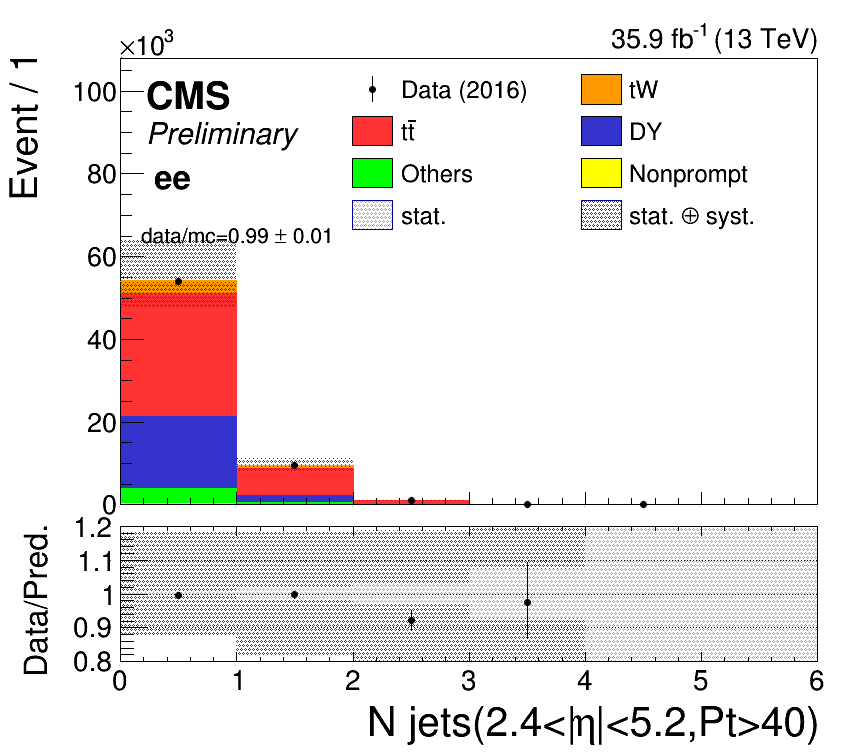 ×10³
35.9 fb⁻¹ (13 TeV)
Event / 1
CMS
Preliminary
ee
data/mc=0.99 ± 0.01
Data (2016)
tW
tt̄
DY
Others
Nonprompt
stat.
stat. ⊕ syst.
100
80
60
40
20
0
Data/Pred.
1.2
1.1
1
0.9
0.8
0 1 2 3 4 5 6
N jets(2.4<|η|<5.2,Pt>40)